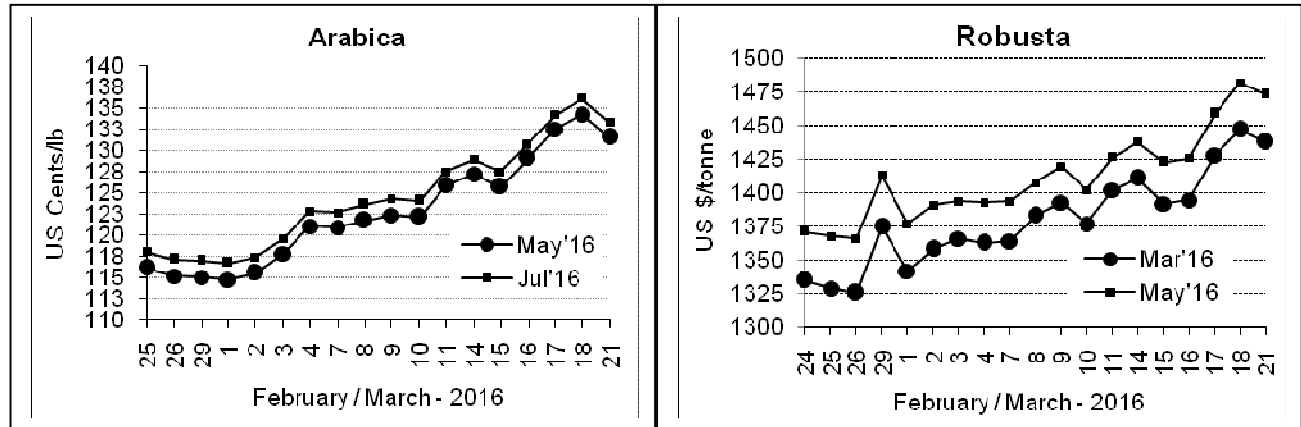 Arabica
US Cents/lb
140
138
135
133
130
128
125
123
120
118
115
113
110
May'16
Jul'16
25 26 29 1 2 3 4 7 8 9 10 11 14 15 16 17 18 21
February / March - 2016
Robusta
US $/tonne
1500
1475
1450
1425
1400
1375
1350
1325
1300
Mar'16
May'16
24 25 26 29 1 2 3 4 7 8 9 10 11 14 15 16 17 18 21
February / March - 2016